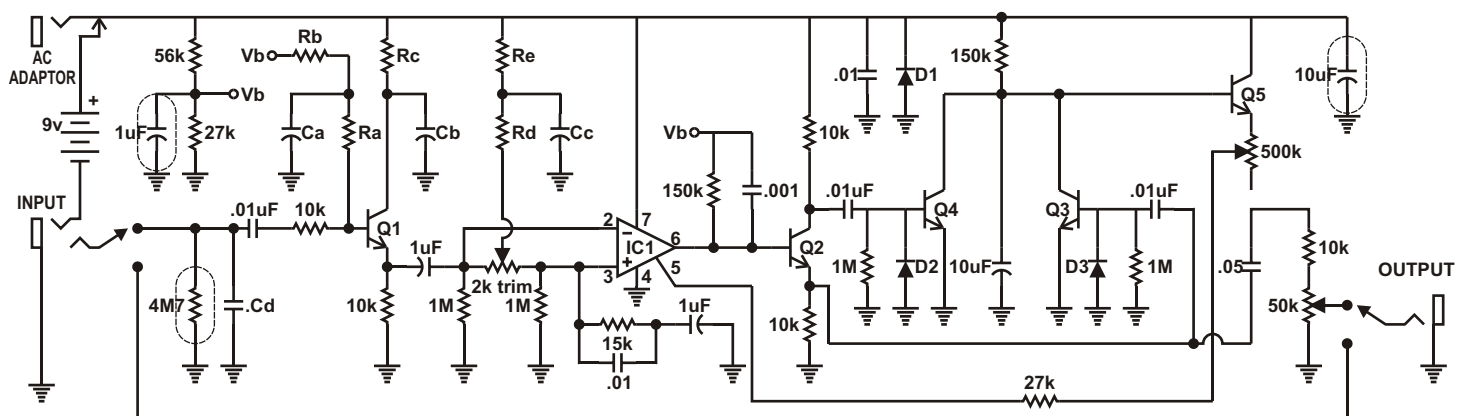 AC
ADAPTOR
56k
Vb
Rb
Rc
Re
.01
D1
150k
10uF
Vb
9v
+
1uF
27k
Ca
Ra
Cb
Rd
Cc
10k
Q5
500k
Vb
150k
.001
.01uF
Q4
Q3
.01uF
INPUT
.01uF
10k
Q1
1uF
2
7
−
IC1
6
+
3
4
5
Q2
2k trim
4M7
.Cd
10k
1M
1M
1uF
15k
.01
10k
1M
D2
10uF
D3
1M
.05
10k
50k
OUTPUT
27k